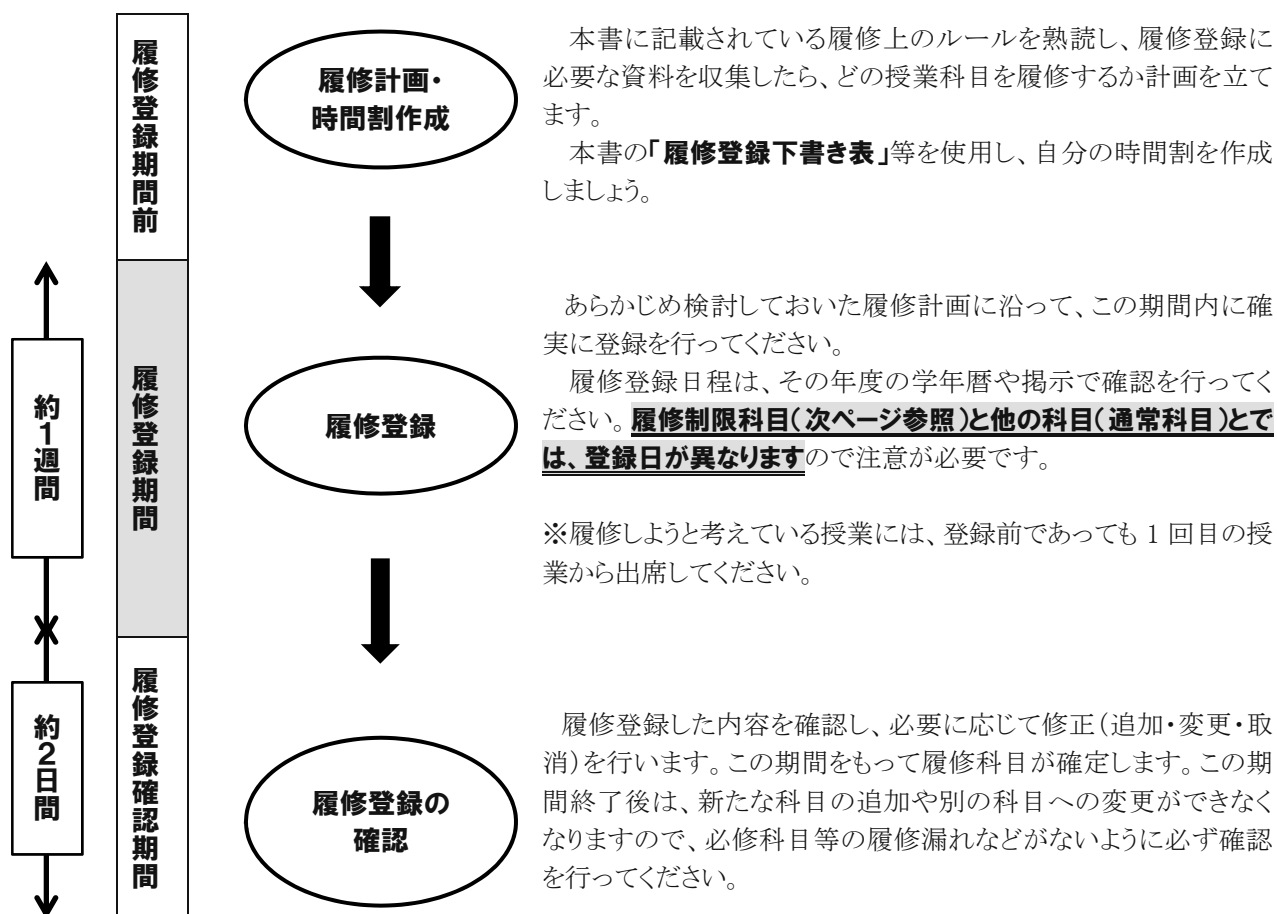 履修登録期間前
履修計画・
時間割作成
本書に記載されている履修上のルールを熟読し、履修登録に
必要な資料を収集したら、どの授業科目を履修するか計画を立て
ます。
本書の「履修登録下書き表」等を使用し、自分の時間割を作成
しましょう。
約1週間
履修登録期間
履修登録
あらかじめ検討しておいた履修計画に沿って、この期間内に確
実に登録を行ってください。
履修登録日程は、その年度の学年暦や掲示で確認を行ってく
ださい。履修制限科目(次ページ参照)と他の科目(通常科目)とで
は、登録日が異なりますので注意が必要です。
※履修しようと考えている授業には、登録前であっても 1 回目の授
業から出席してください。
約2日間
履修登録確認期間
履修登録の
確認
履修登録した内容を確認し、必要に応じて修正(追加・変更・取
消)を行います。この期間をもって履修科目が確定します。この期
間終了後は、新たな科目の追加や別の科目への変更ができなく
なりますので、必修科目等の履修漏れなどがないように必ず確認
を行ってください。